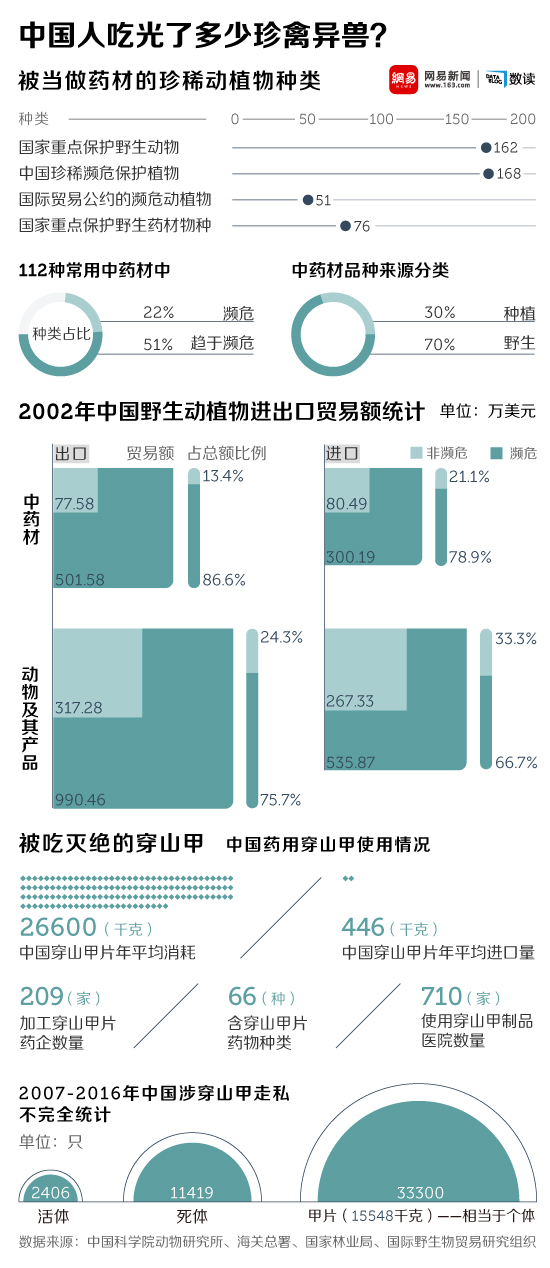 中国人吃光了多少珍禽异兽？
被当做药材的珍稀动植物种类
網易 NEWS 网易新闻 www.163.com DATA BLOG 数读
种类 0 50 100 150 200
国家重点保护野生动物 162
中国珍稀濒危保护植物 168
国际贸易公约的濒危动植物 51
国家重点保护野生药材物种 76
112种常用中药材中
种类占比
22% 濒危
51% 趋于濒危
中药材品种来源分类
30% 种植
70% 野生
2002年中国野生动植物进出口贸易额统计 单位：万美元
出口 贸易额 占总额比例 进口 非濒危 濒危
中药材
77.58
13.4%
501.58
86.6%
80.49
21.1%
300.19
78.9%
动物及其产品
317.28
24.3%
990.46
75.7%
267.33
33.3%
535.87
66.7%
被吃灭绝的穿山甲 中国药用穿山甲使用情况
26600（千克）
中国穿山甲片年平均消耗
446（千克）
中国穿山甲片年平均进口量
209（家）
加工穿山甲片
药企数量
66（种）
含穿山甲片
药物种类
710（家）
使用穿山甲制品
医院数量
2007-2016年中国涉穿山甲走私
不完全统计
单位：只
2406
活体
11419
死体
33300
甲片（15548千克）——相当于个体
数据来源：中国科学院动物研究所、海关总署、国家林业局、国际野生物贸易研究组织